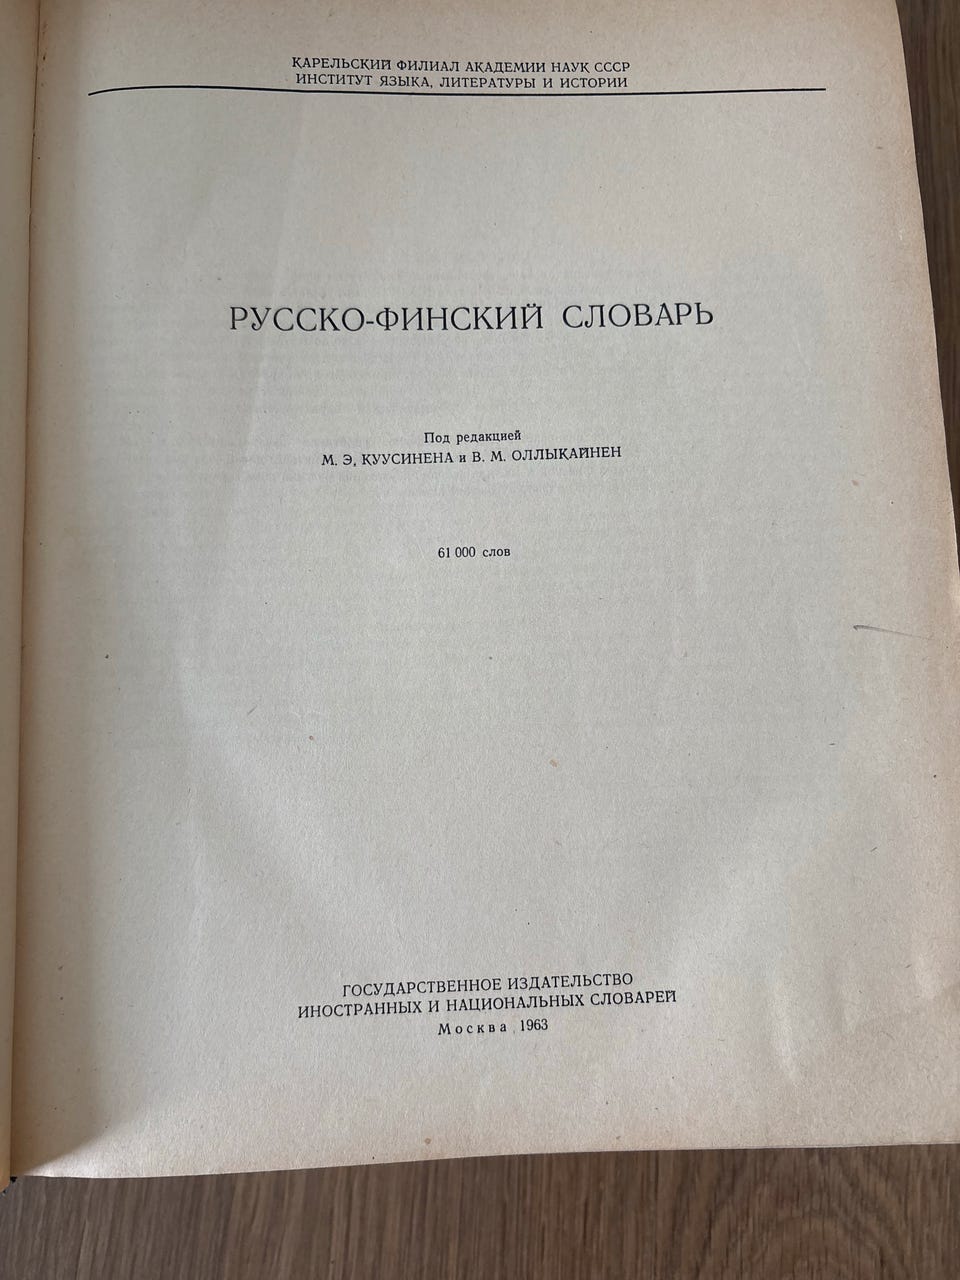 КАРЕЛЬСКИЙ ФИЛИАЛ АКАДЕМИИ НАУК СССР
ИНСТИТУТ ЯЗЫКА, ЛИТЕРАТУРЫ И ИСТОРИИ
РУССКО-ФИНСКИЙ СЛОВАРЬ
Под редакцией
М. Э. КУУСИНЕНА и В. М. ОЛЛЫКАЙНЕН
61 000 слов
ГОСУДАРСТВЕННОЕ ИЗДАТЕЛЬСТВО
ИНОСТРАННЫХ И НАЦИОНАЛЬНЫХ СЛОВАРЕЙ
Москва 1963